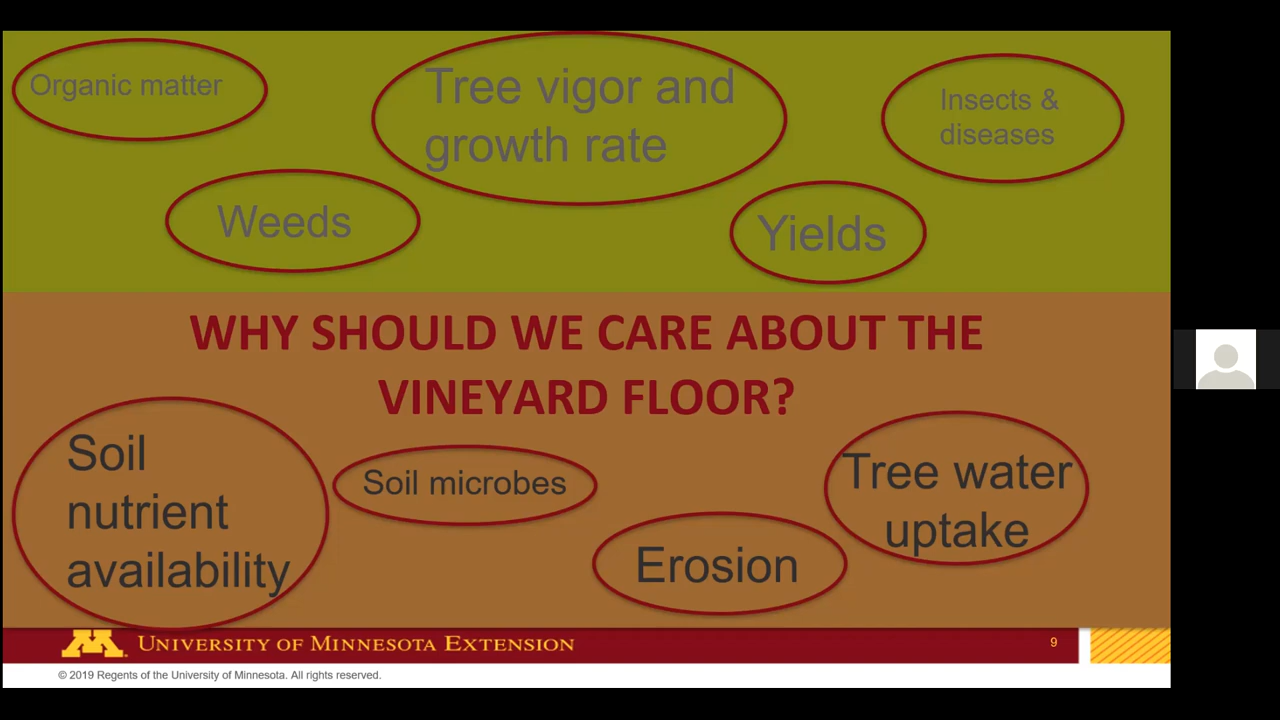 Organic matter
Tree vigor and
growth rate
Insects &
diseases
Weeds
Yields
WHY SHOULD WE CARE ABOUT THE
VINEYARD FLOOR?
Soil
nutrient
availability
Soil microbes
Tree water
uptake
Erosion
M
UNIVERSITY OF MINNESOTA EXTENSION
9
© 2019 Regents of the University of Minnesota. All rights reserved.